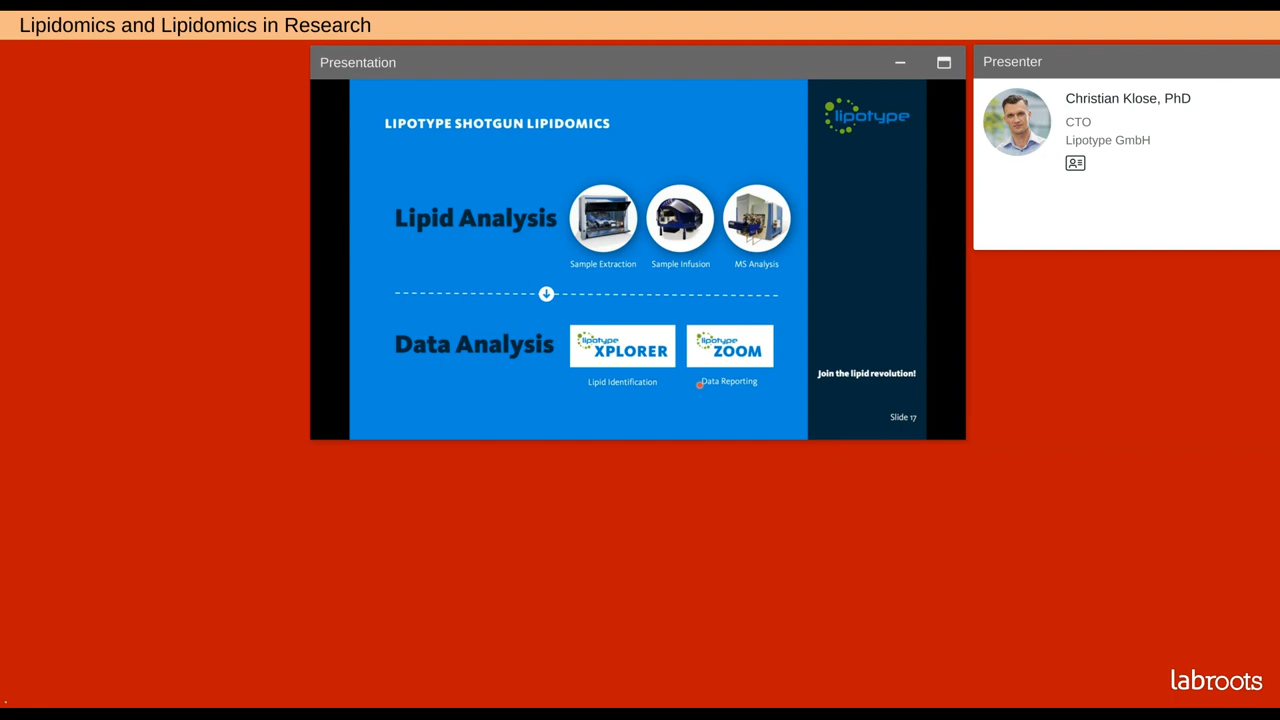 Lipidomics and Lipidomics in Research
Presentation
LIPOTYPE SHOTGUN LIPIDOMICS
Lipid Analysis
Sample Extraction
Sample Infusion
MS Analysis
Data Analysis
lipotype
XPLORER
lipotype
ZOOM
Lipid Identification
Data Reporting
lipotype
Join the lipid revolution!
Slide 17
Presenter
Christian Klose, PhD
CTO
Lipotype GmbH
labroots